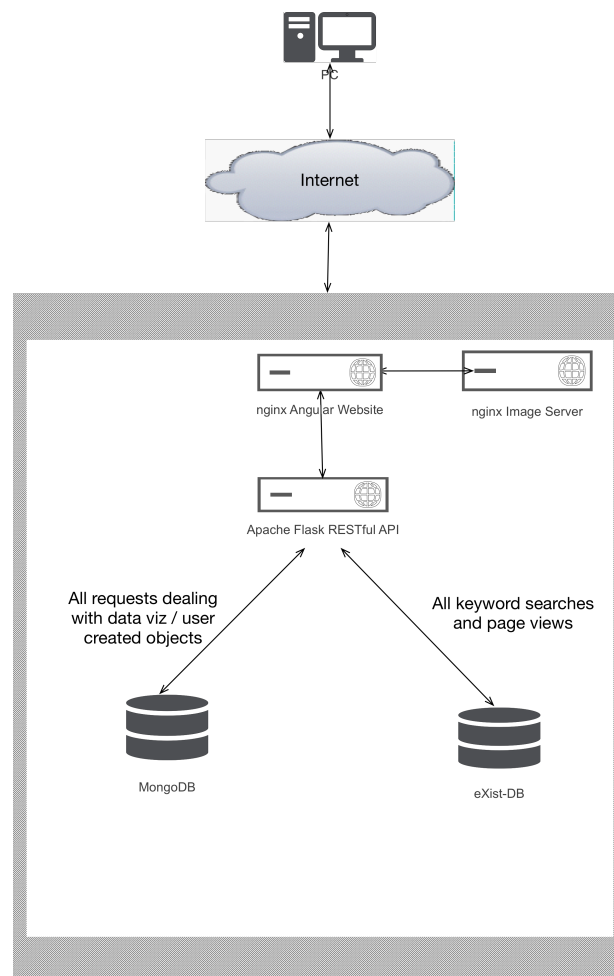 PC
Internet
nginx Angular Website
nginx Image Server
Apache Flask RESTful API
All requests dealing
with data viz / user
created objects
All keyword searches
and page views
MongoDB
eXist-DB